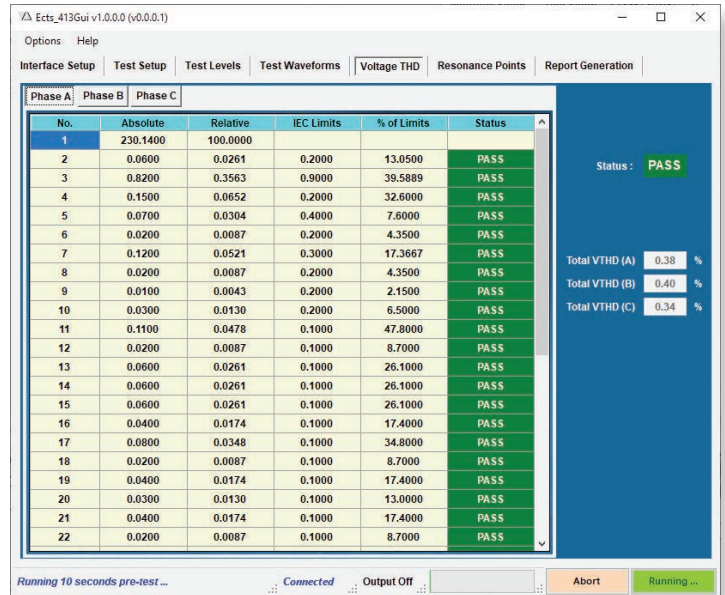 Ects_413Gui v1.0.0.0 (v0.0.0.1)
Options Help
Interface Setup Test Setup Test Levels Test Waveforms Voltage THD Resonance Points Report Generation
Phase A Phase B Phase C
No. Absolute Relative IEC Limits % of Limits Status
1 230.1400 100.0000
2 0.0600 0.0261 0.2000 13.0500 PASS
3 0.8200 0.3563 0.9000 39.5889 PASS
4 0.1500 0.0652 0.2000 32.6000 PASS
5 0.0700 0.0304 0.4000 7.6000 PASS
6 0.0200 0.0087 0.2000 4.3500 PASS
7 0.1200 0.0521 0.3000 17.3667 PASS
8 0.0200 0.0087 0.2000 4.3500 PASS
9 0.0100 0.0043 0.2000 2.1500 PASS
10 0.0300 0.0130 0.2000 6.5000 PASS
11 0.1100 0.0478 0.1000 47.8000 PASS
12 0.0200 0.0087 0.1000 8.7000 PASS
13 0.0600 0.0261 0.1000 26.1000 PASS
14 0.0600 0.0261 0.1000 26.1000 PASS
15 0.0600 0.0261 0.1000 26.1000 PASS
16 0.0400 0.0174 0.1000 17.4000 PASS
17 0.0800 0.0348 0.1000 34.8000 PASS
18 0.0200 0.0087 0.1000 8.7000 PASS
19 0.0400 0.0174 0.1000 17.4000 PASS
20 0.0300 0.0130 0.1000 13.0000 PASS
21 0.0400 0.0174 0.1000 17.4000 PASS
22 0.0200 0.0087 0.1000 8.7000 PASS
Status : PASS
Total VTHD (A) 0.38 %
Total VTHD (B) 0.40 %
Total VTHD (C) 0.34 %
Running 10 seconds pre-test ... Connected Output Off Abort Running ...